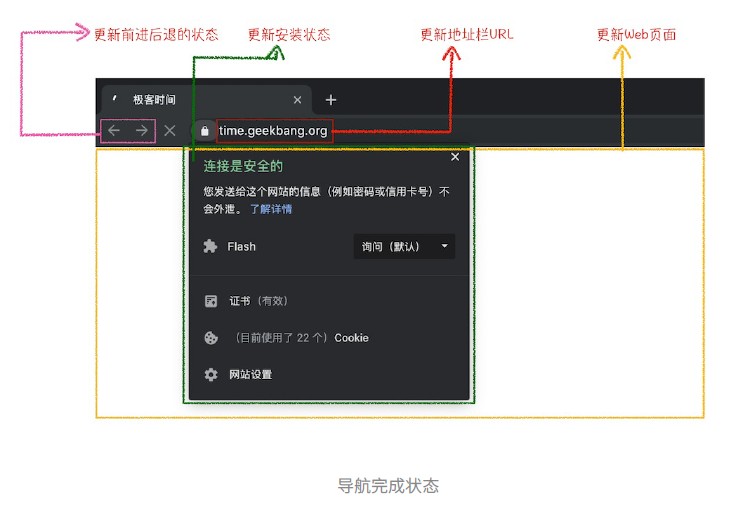 更新前进后退的状态 更新安装状态 更新地址栏URL 更新Web页面
极客时间
time.geekbang.org
连接是安全的
您发送给这个网站的信息（例如密码或信用卡号）不
会外泄。 了解详情
Flash 询问（默认）
证书（有效）
（目前使用了 22 个）Cookie
网站设置
导航完成状态